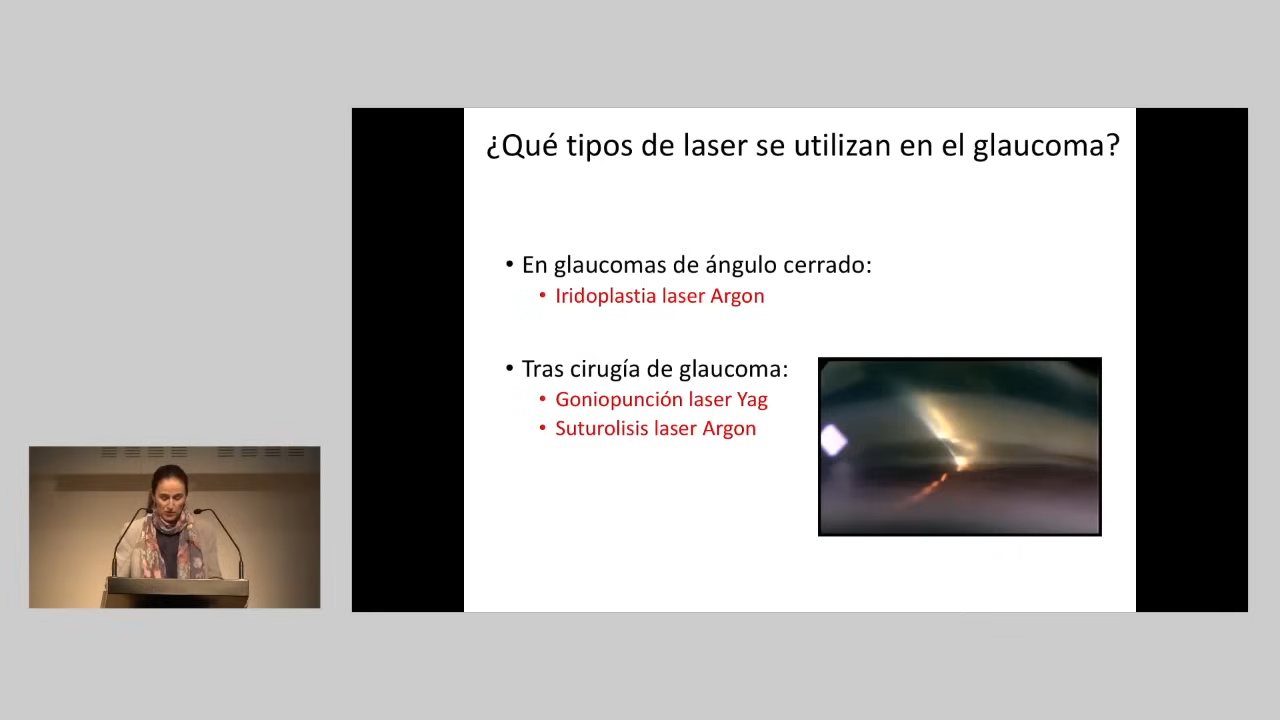 ¿Qué tipos de laser se utilizan en el glaucoma?
• En glaucomas de ángulo cerrado:
• Iridoplastia laser Argon
• Tras cirugía de glaucoma:
• Goniopunción laser Yag
• Suturolisis laser Argon